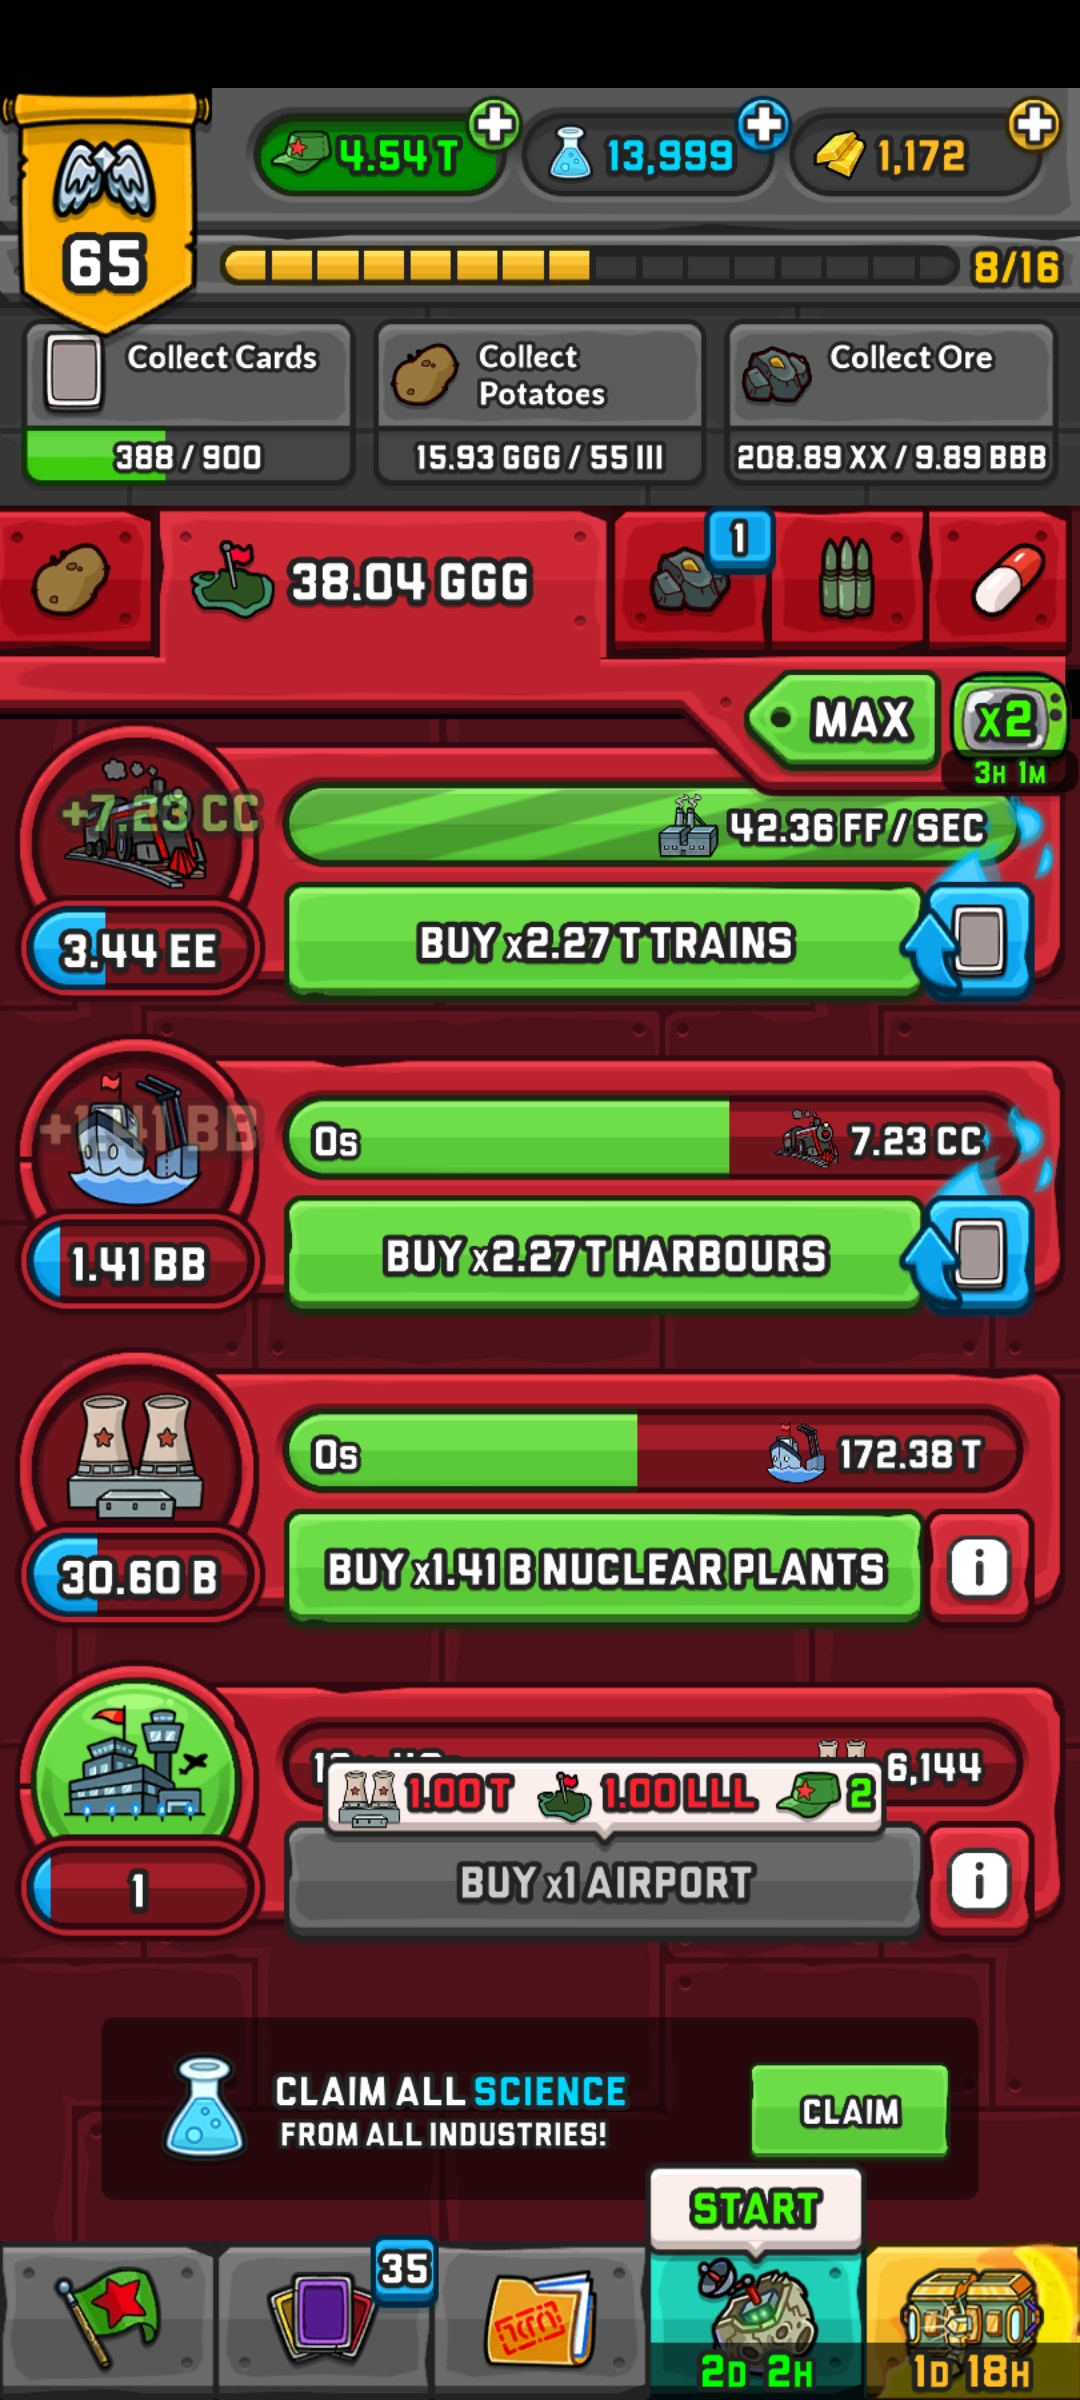 4.54 T
13,999
1,172
65
8/16
Collect Cards
388 / 900
Collect
Potatoes
15.93 GGG / 55 III
Collect Ore
208.89 XX / 9.89 BBB
38.04 GGG
1
MAX
x2
3H 1M
+7.23 CC
42.36 FF/SEC
3.44 EE
BUY x2.27 T TRAINS
+1.41 BB
0s
7.23 CC
1.41 BB
BUY x2.27 T HARBOURS
0s
172.38 T
30.60 B
BUY x1.41 B NUCLEAR PLANTS
i
6,144
1.00 T
1.00 LLL
2
1
BUY x1 AIRPORT
i
CLAIM ALL SCIENCE
FROM ALL INDUSTRIES!
CLAIM
START
35
2D 2H
1D 18H